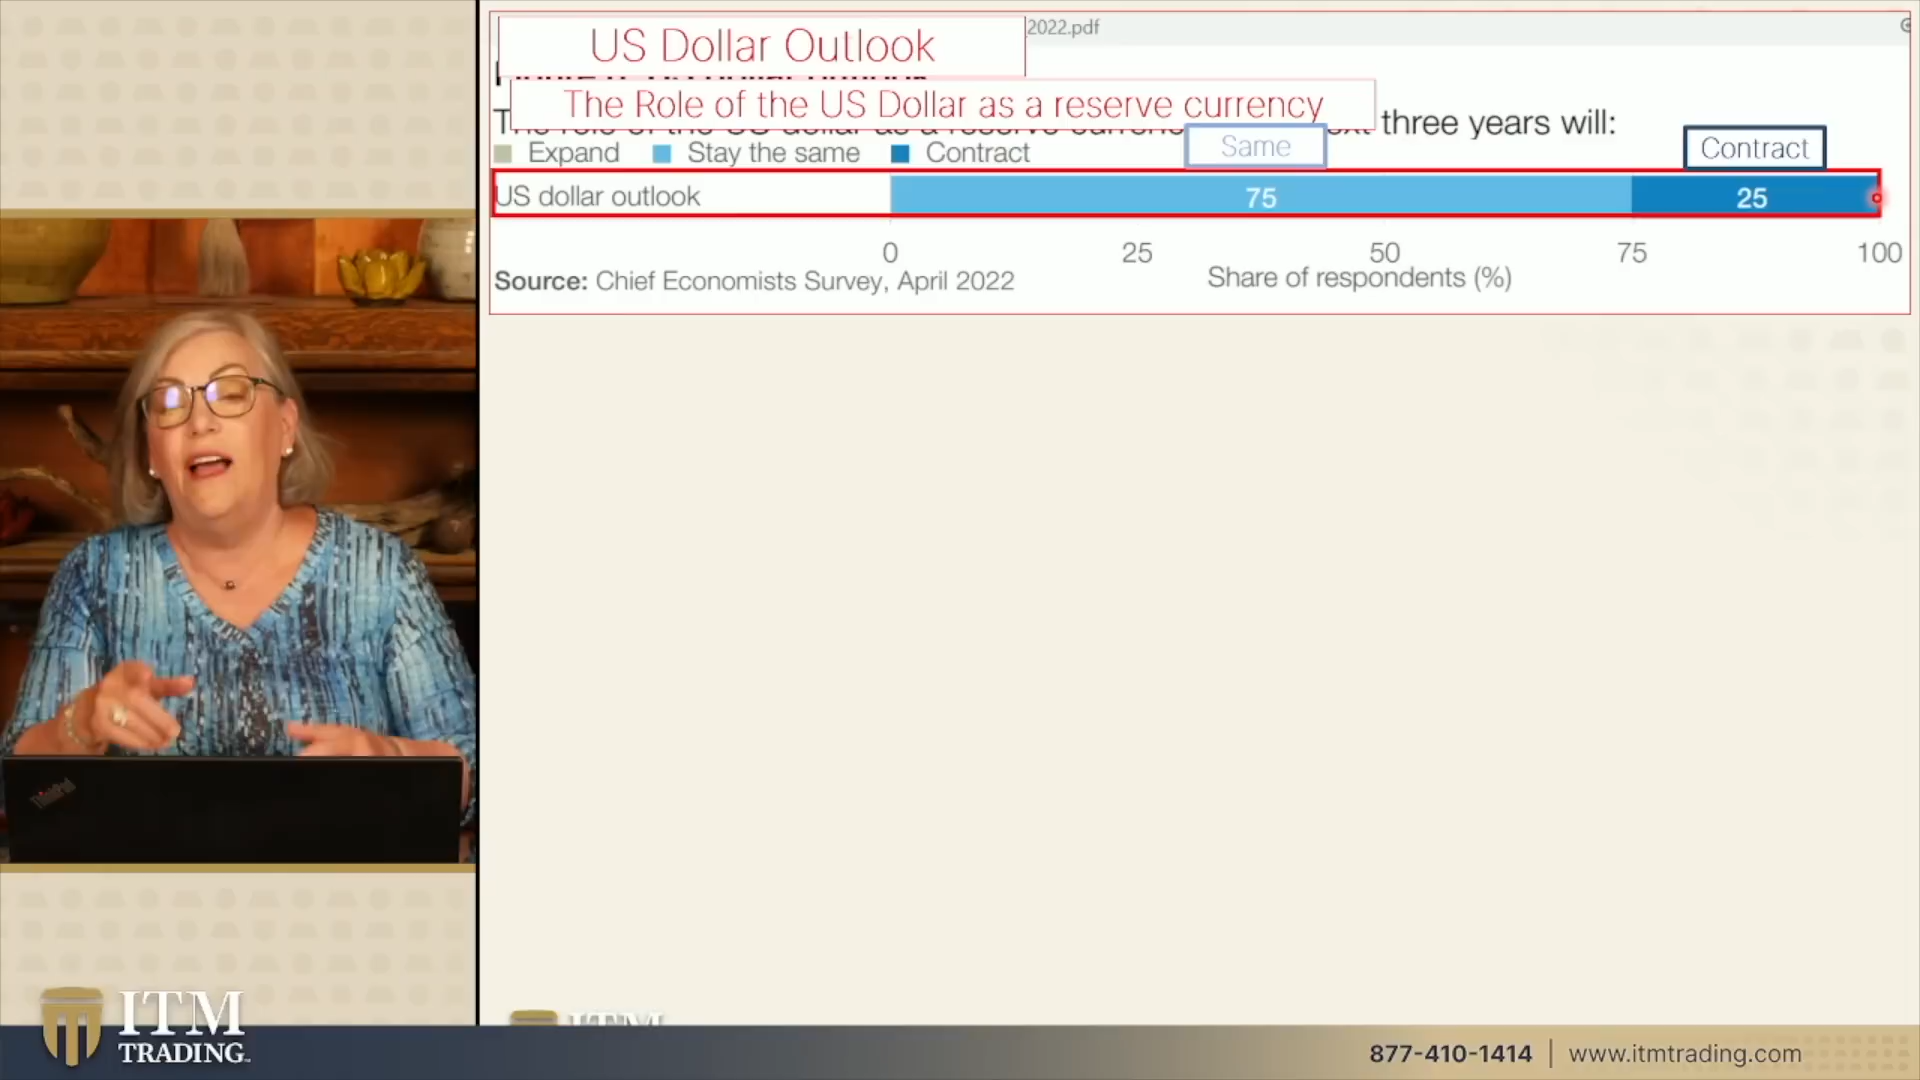 2022.pdf
US Dollar Outlook
The Role of the US Dollar as a reserve currency
three years will:
Expand
Stay the same
Contract
Same
Contract
US dollar outlook
75
25
0
25
50
75
100
Share of respondents (%)
Source: Chief Economists Survey, April 2022
ThinkPad
ITM
TRADING
ITM
877-410-1414 | www.itmtrading.com